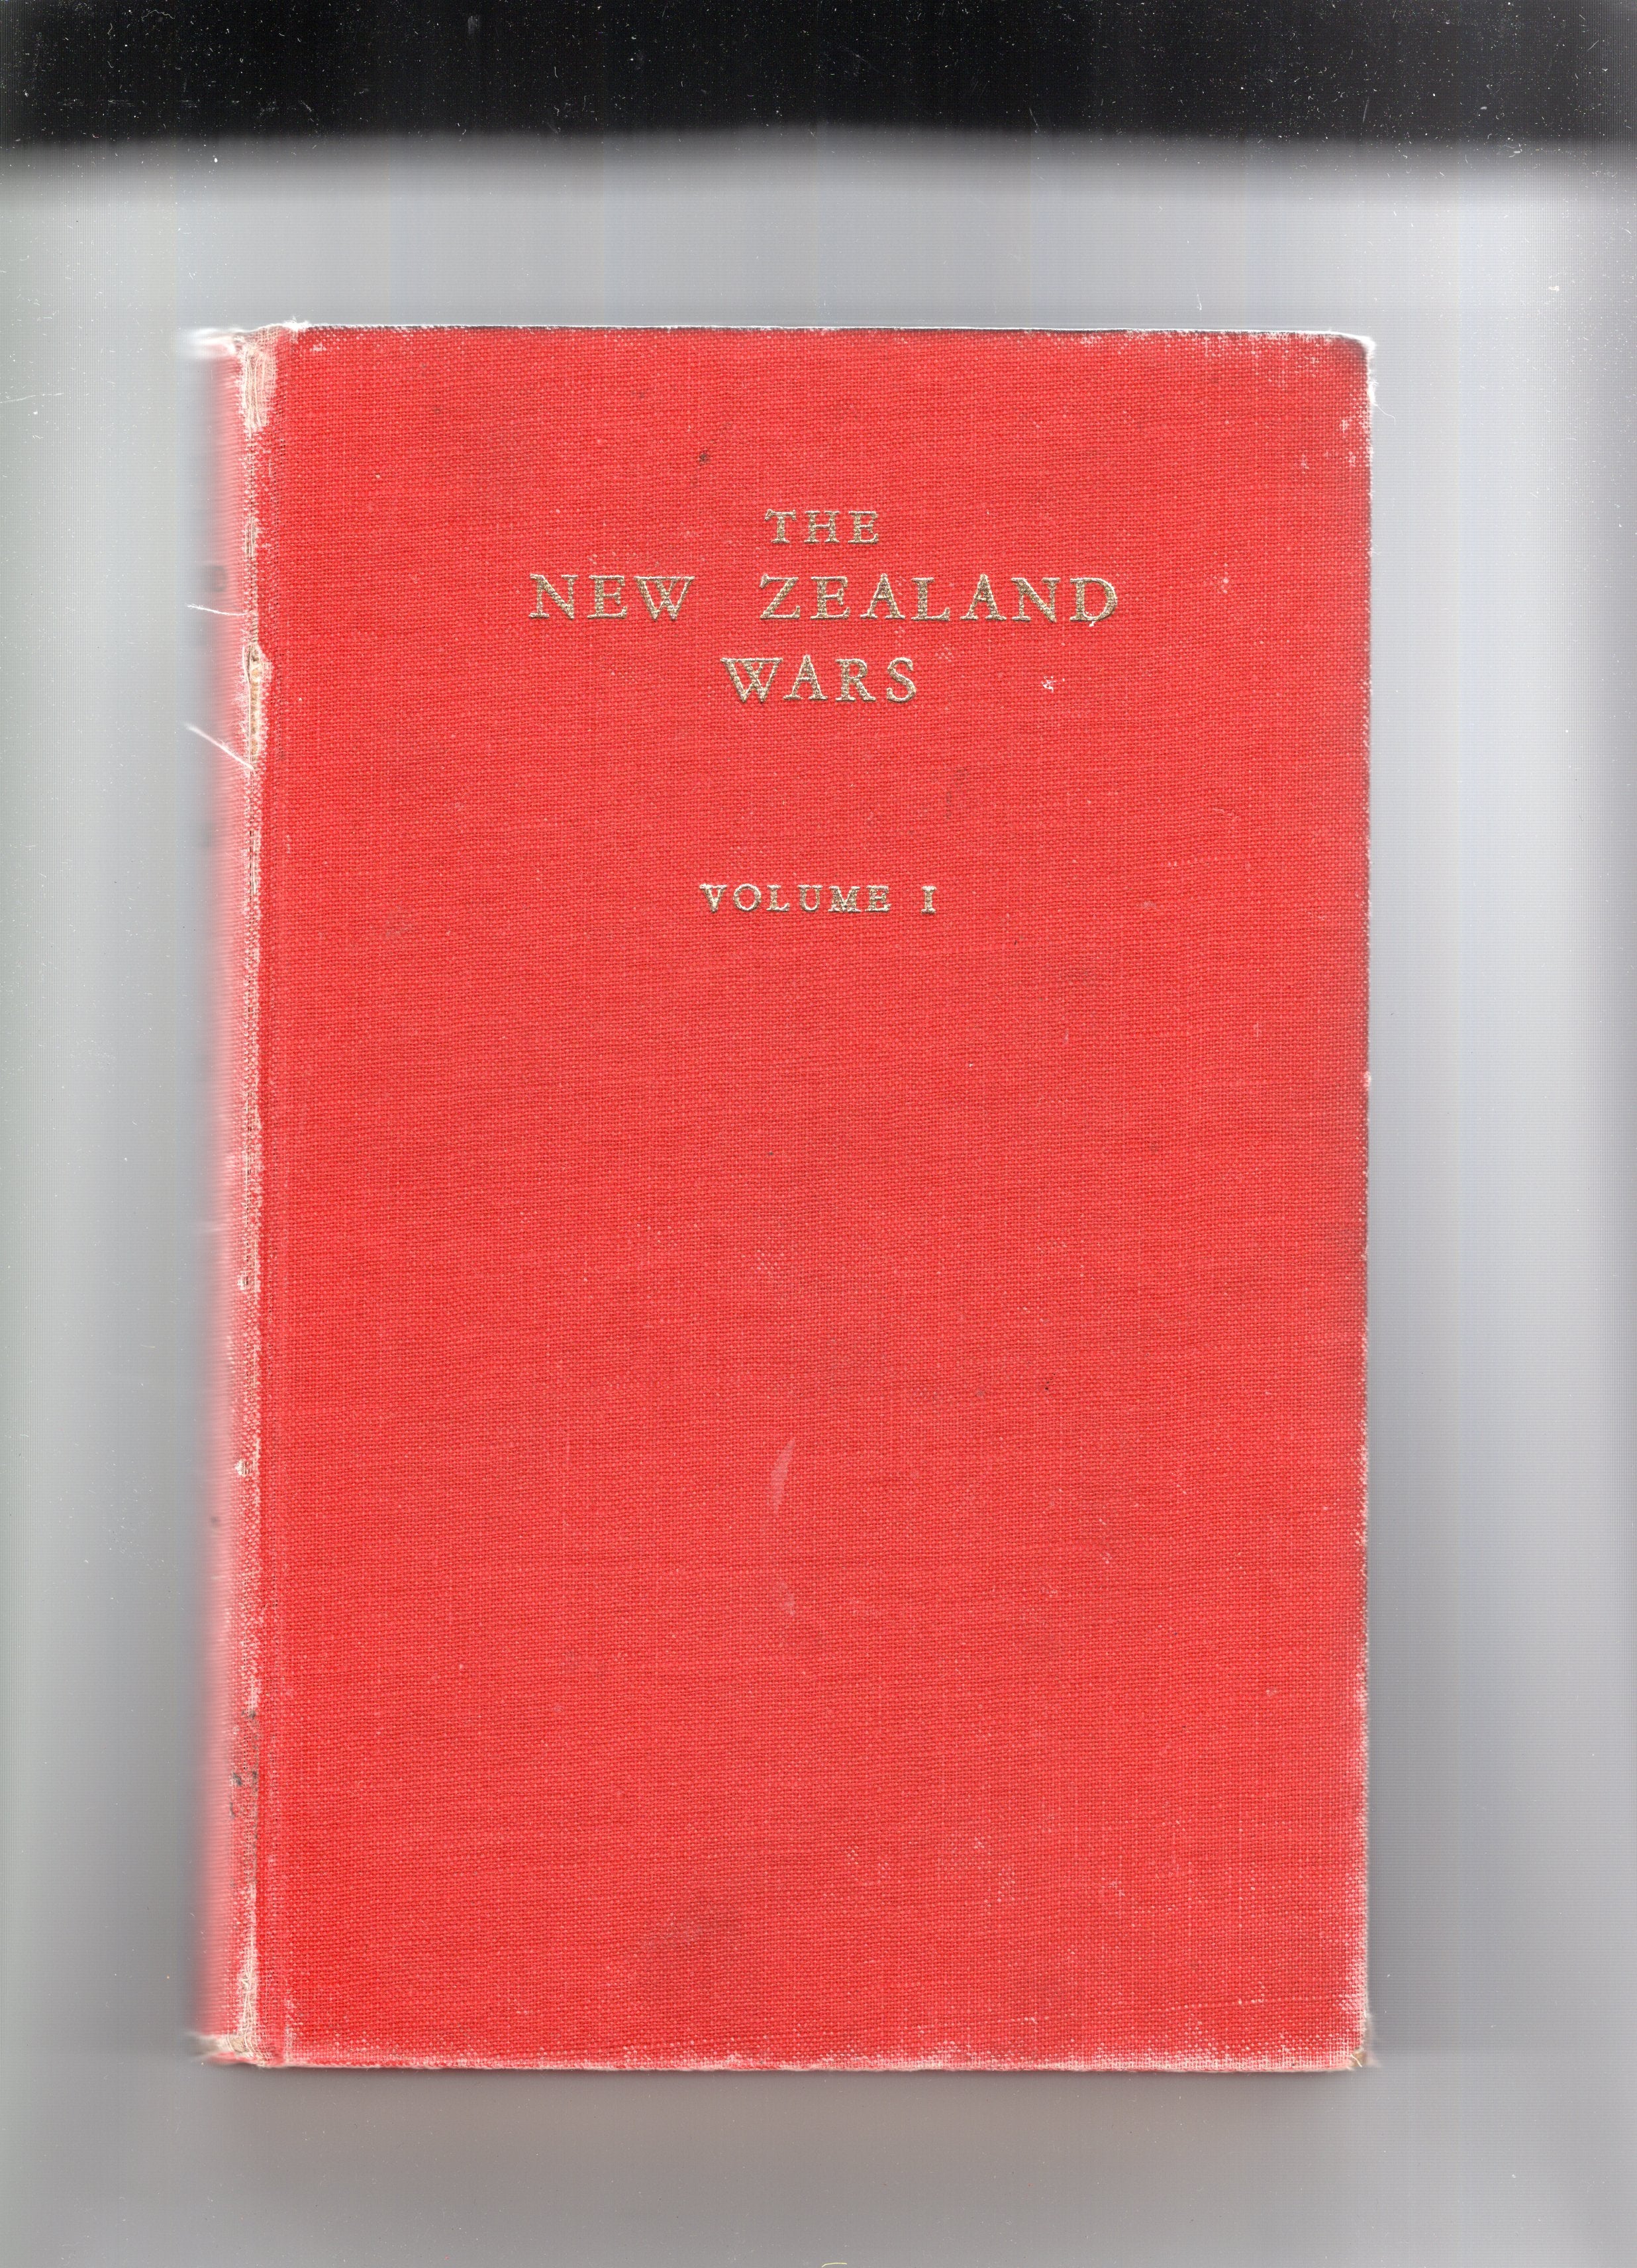 THE
NEW ZEALAND
WARS
VOLUME I